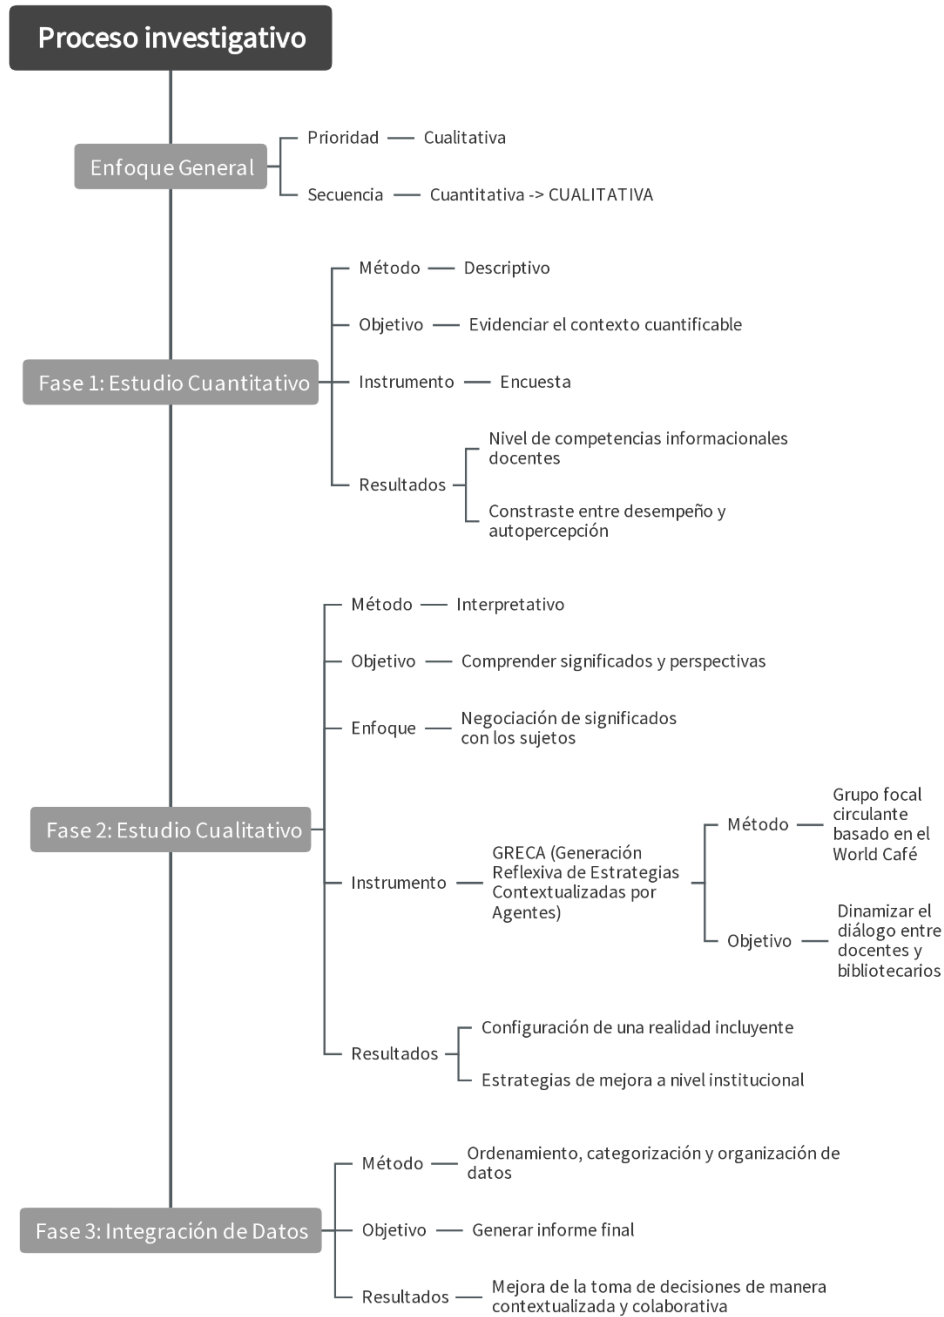 Proceso investigativo
Enfoque General
Prioridad
Cualitativa
Secuencia
Cuantitativa -> CUALITATIVA
Fase 1: Estudio Cuantitativo
Método
Descriptivo
Objetivo
Evidenciar el contexto cuantificable
Instrumento
Encuesta
Resultados
Nivel de competencias informacionales
docentes
Constraste entre desempeño y
autopercepción
Fase 2: Estudio Cualitativo
Método
Interpretativo
Objetivo
Comprender significados y perspectivas
Enfoque
Negociación de significados
con los sujetos
Instrumento
GRECA (Generación
Reflexiva de Estrategias
Contextualizadas por
Agentes)
Método
Grupo focal
circulante
basado en el
World Café
Objetivo
Dinamizar el
diálogo entre
docentes y
bibliotecarios
Resultados
Configuración de una realidad incluyente
Estrategias de mejora a nivel institucional
Fase 3: Integración de Datos
Método
Ordenamiento, categorización y organización de
datos
Objetivo
Generar informe final
Resultados
Mejora de la toma de decisiones de manera
contextualizada y colaborativa